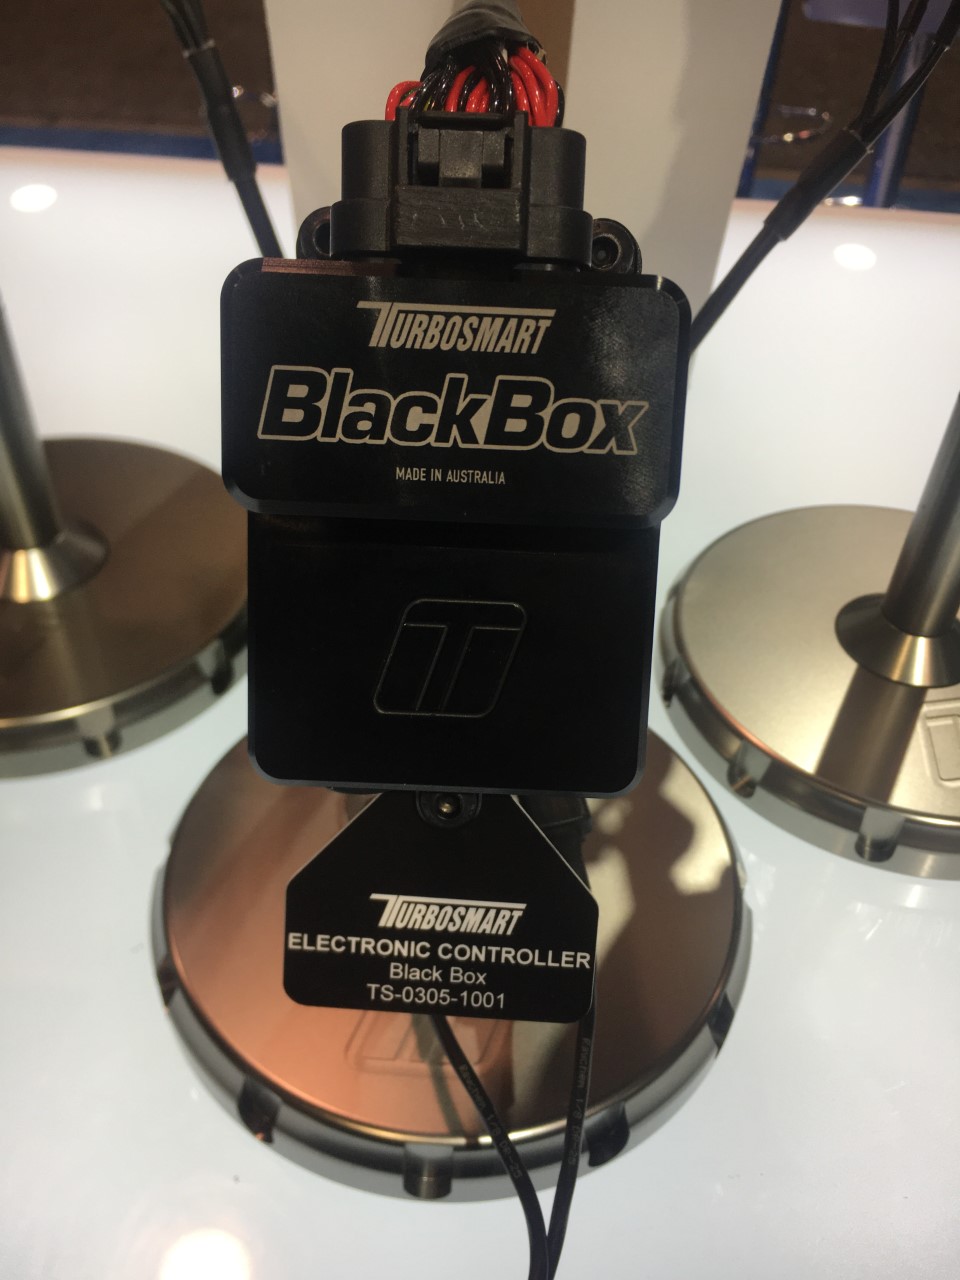 TURBOSMART
BlackBox
MADE IN AUSTRALIA
T
TURBOSMART
ELECTRONIC CONTROLLER
Black Box
TS-0305-1001